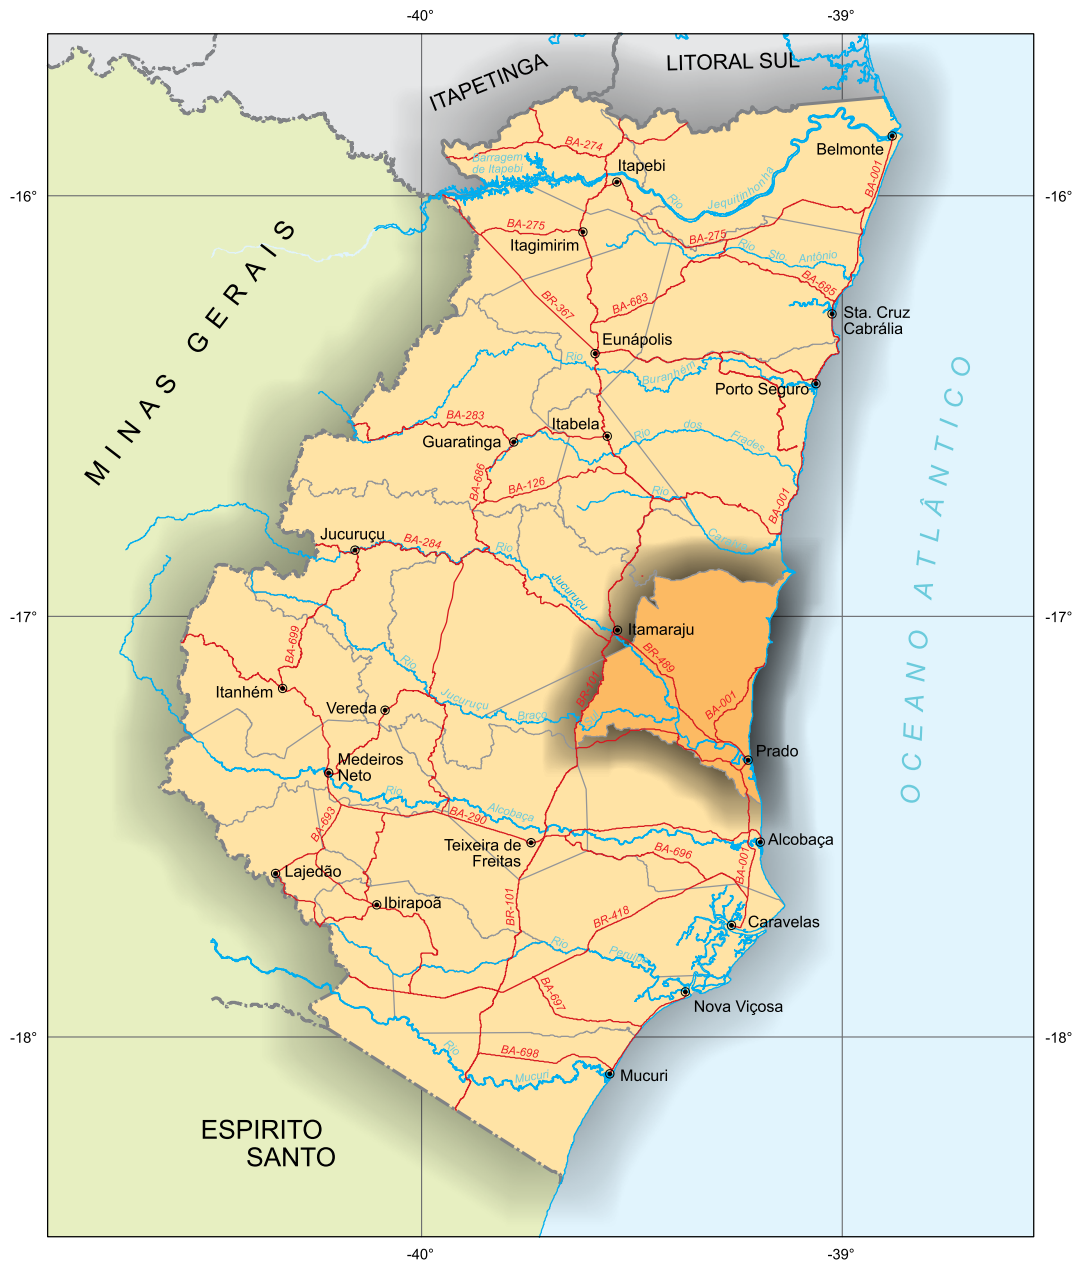 -40°
-39°
ITAPETINGA
LITORAL SUL
BA-274
Belmonte
Barragem
de Itapebi
Itapebi
BA-001
Rio
Jequitinhonha
-16°
-16°
BA-275
Itagimirim
BA-275
Rio
Sto.
Antônio
MINAS GERAIS
BR-367
BA-683
BA-685
Sta. Cruz
Cabrália
Eunápolis
Rio
Buranhém
Porto Seguro
BA-283
Guaratinga
Itabela
Rio
dos
Frades
BA-686
BA-126
Rio
BA-001
OCEANO ATLÂNTICO
Jucuruçu
BA-284
Rio
Jucuruçu
-17°
-17°
Itamaraju
BA-699
BR-489
Itanhém
Rio
Jucuruçu
Braço
BR-101
BA-001
Vereda
Prado
Medeiros
Neto
Rio
Alcobaça
BA-693
BA-290
Teixeira de
Freitas
Alcobaça
BA-696
BA-001
Lajedão
Ibirapoã
BR-101
BR-418
Caravelas
Rio
Peruípe
BA-697
Nova Viçosa
-18°
-18°
Rio
BA-698
Mucuri
Mucuri
ESPIRITO
SANTO
-40°
-39°